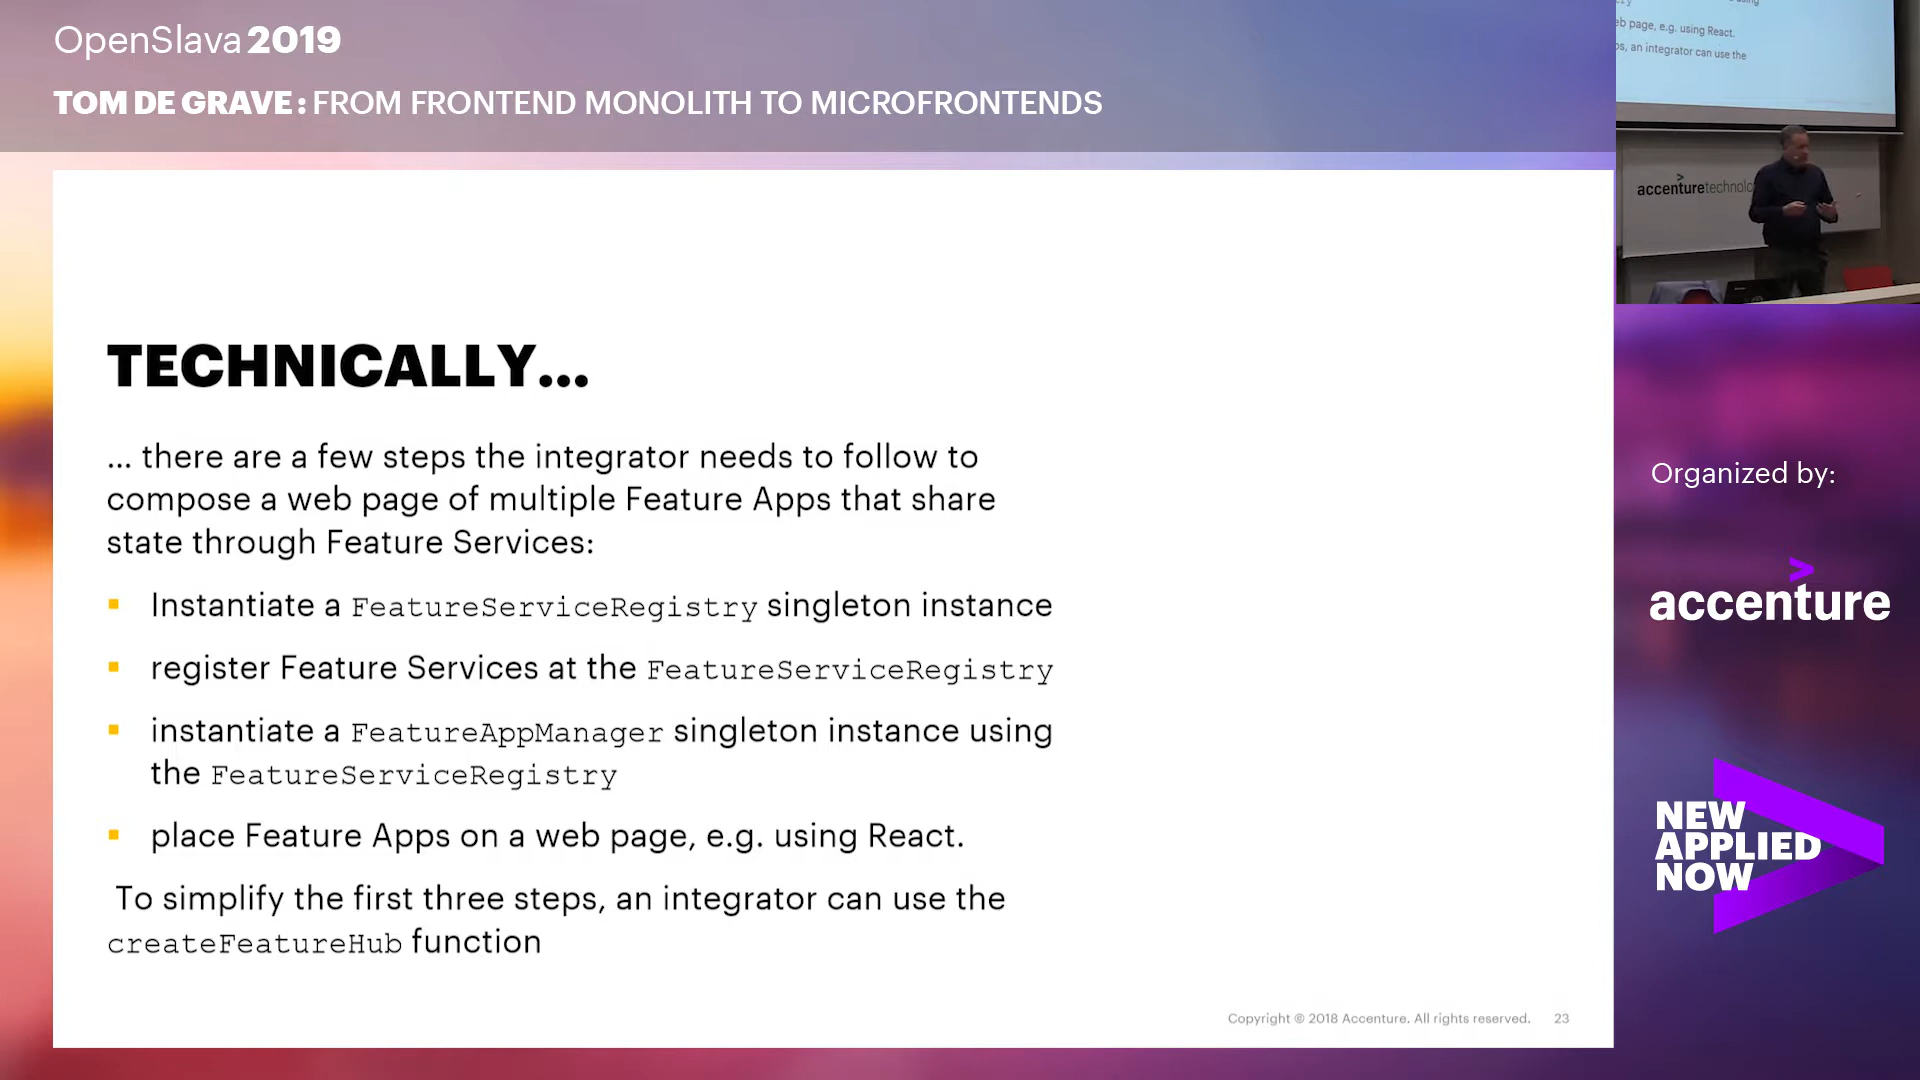 OpenSlava 2019
TOM DE GRAVE: FROM FRONTEND MONOLITH TO MICROFRONTENDS
eb page, e.g. using React.
an integrator can use the
accenturetechnolo
TECHNICALLY...
... there are a few steps the integrator needs to follow to
compose a web page of multiple Feature Apps that share
state through Feature Services:
▪ Instantiate a FeatureServiceRegistry singleton instance
▪ register Feature Services at the FeatureServiceRegistry
▪ instantiate a FeatureAppManager singleton instance using
the FeatureServiceRegistry
▪ place Feature Apps on a web page, e.g. using React.
To simplify the first three steps, an integrator can use the
createFeatureHub function
Copyright © 2018 Accenture. All rights reserved. 23
Organized by:
accenture
NEW
APPLIED
NOW